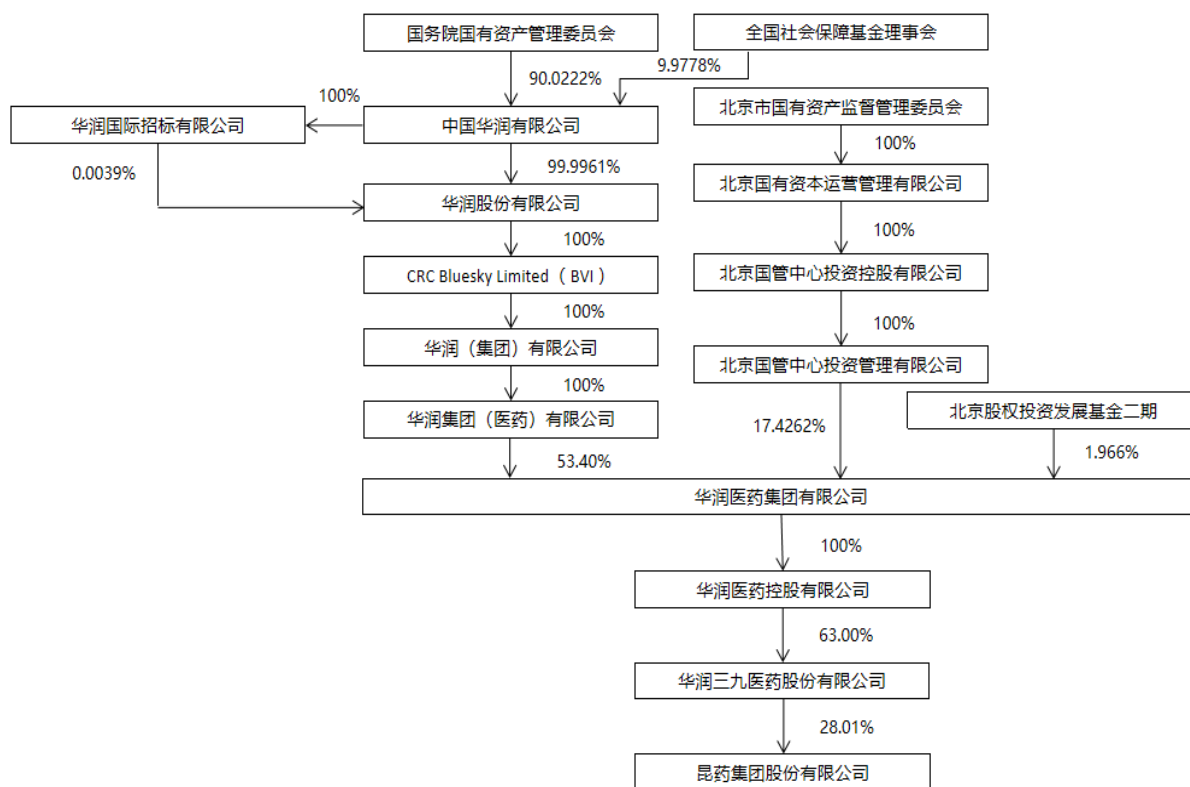 国务院国有资产管理委员会
全国社会保障基金理事会
9.9778%
90.0222%
100%
北京市国有资产监督管理委员会
华润国际招标有限公司
中国华润有限公司
100%
0.0039%
99.9961%
北京国有资本运营管理有限公司
华润股份有限公司
100%
100%
CRC Bluesky Limited（BVI）
北京国管中心投资控股有限公司
100%
100%
华润（集团）有限公司
北京国管中心投资管理有限公司
100%
华润集团（医药）有限公司
北京股权投资发展基金二期
17.4262%
53.40%
1.966%
华润医药集团有限公司
100%
华润医药控股有限公司
63.00%
华润三九医药股份有限公司
28.01%
昆药集团股份有限公司